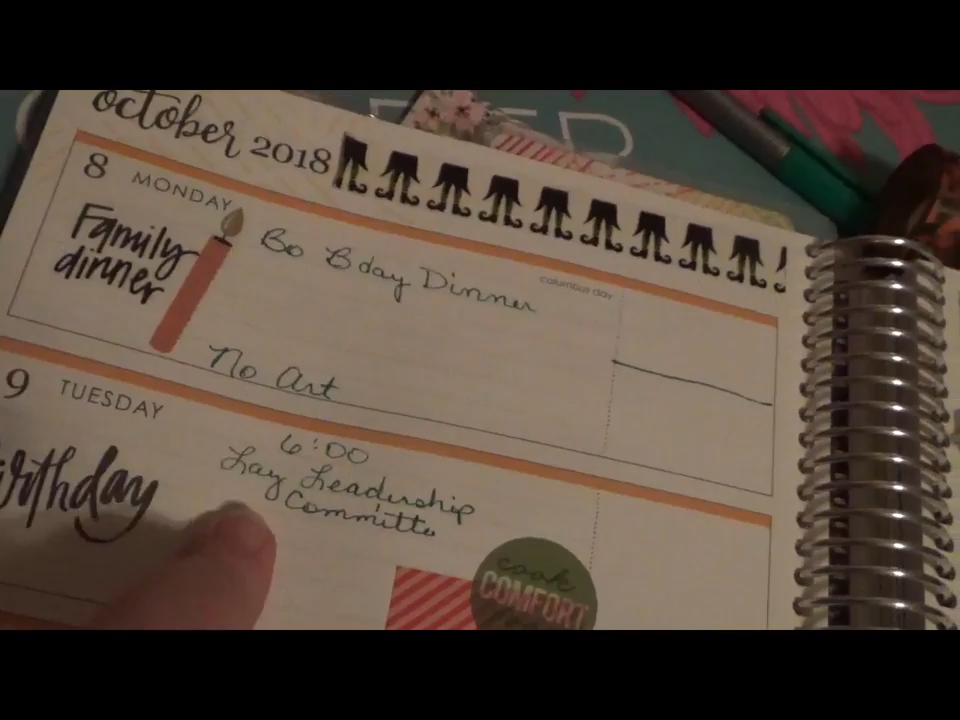 october 2018
8 MONDAY
Family
dinner
Bo Bday Dinner
columbus day
No Art
9 TUESDAY
6:00
Lay Leadership
Committe
cook
COMFORT